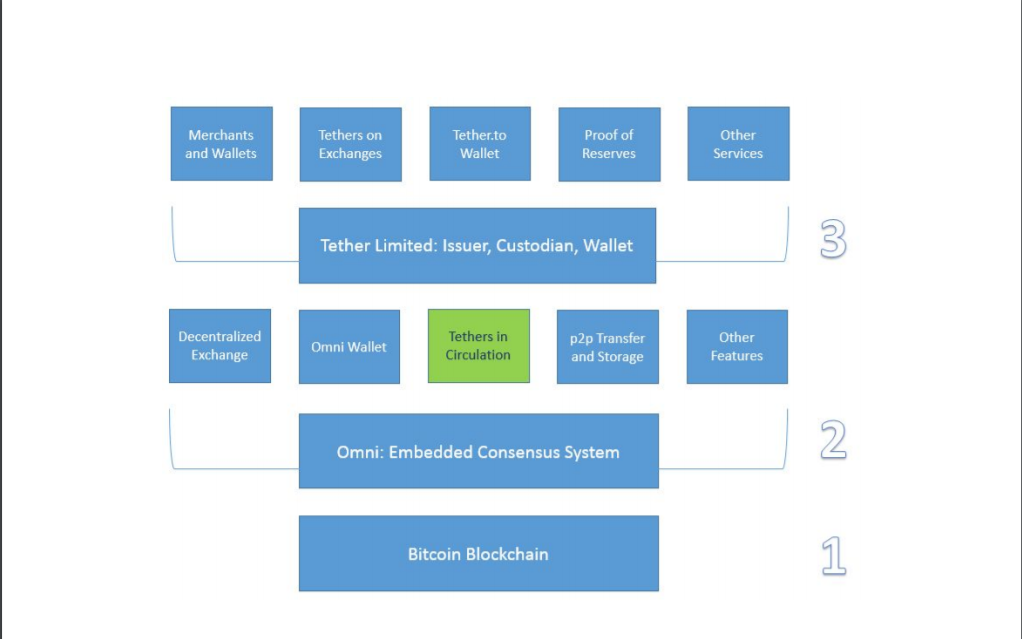 Merchants
and Wallets
Tethers on
Exchanges
Tether.to
Wallet
Proof of
Reserves
Other
Services
Tether Limited: Issuer, Custodian, Wallet
3
Decentralized
Exchange
Omni Wallet
Tethers in
Circulation
p2p Transfer
and Storage
Other
Features
Omni: Embedded Consensus System
2
Bitcoin Blockchain
1